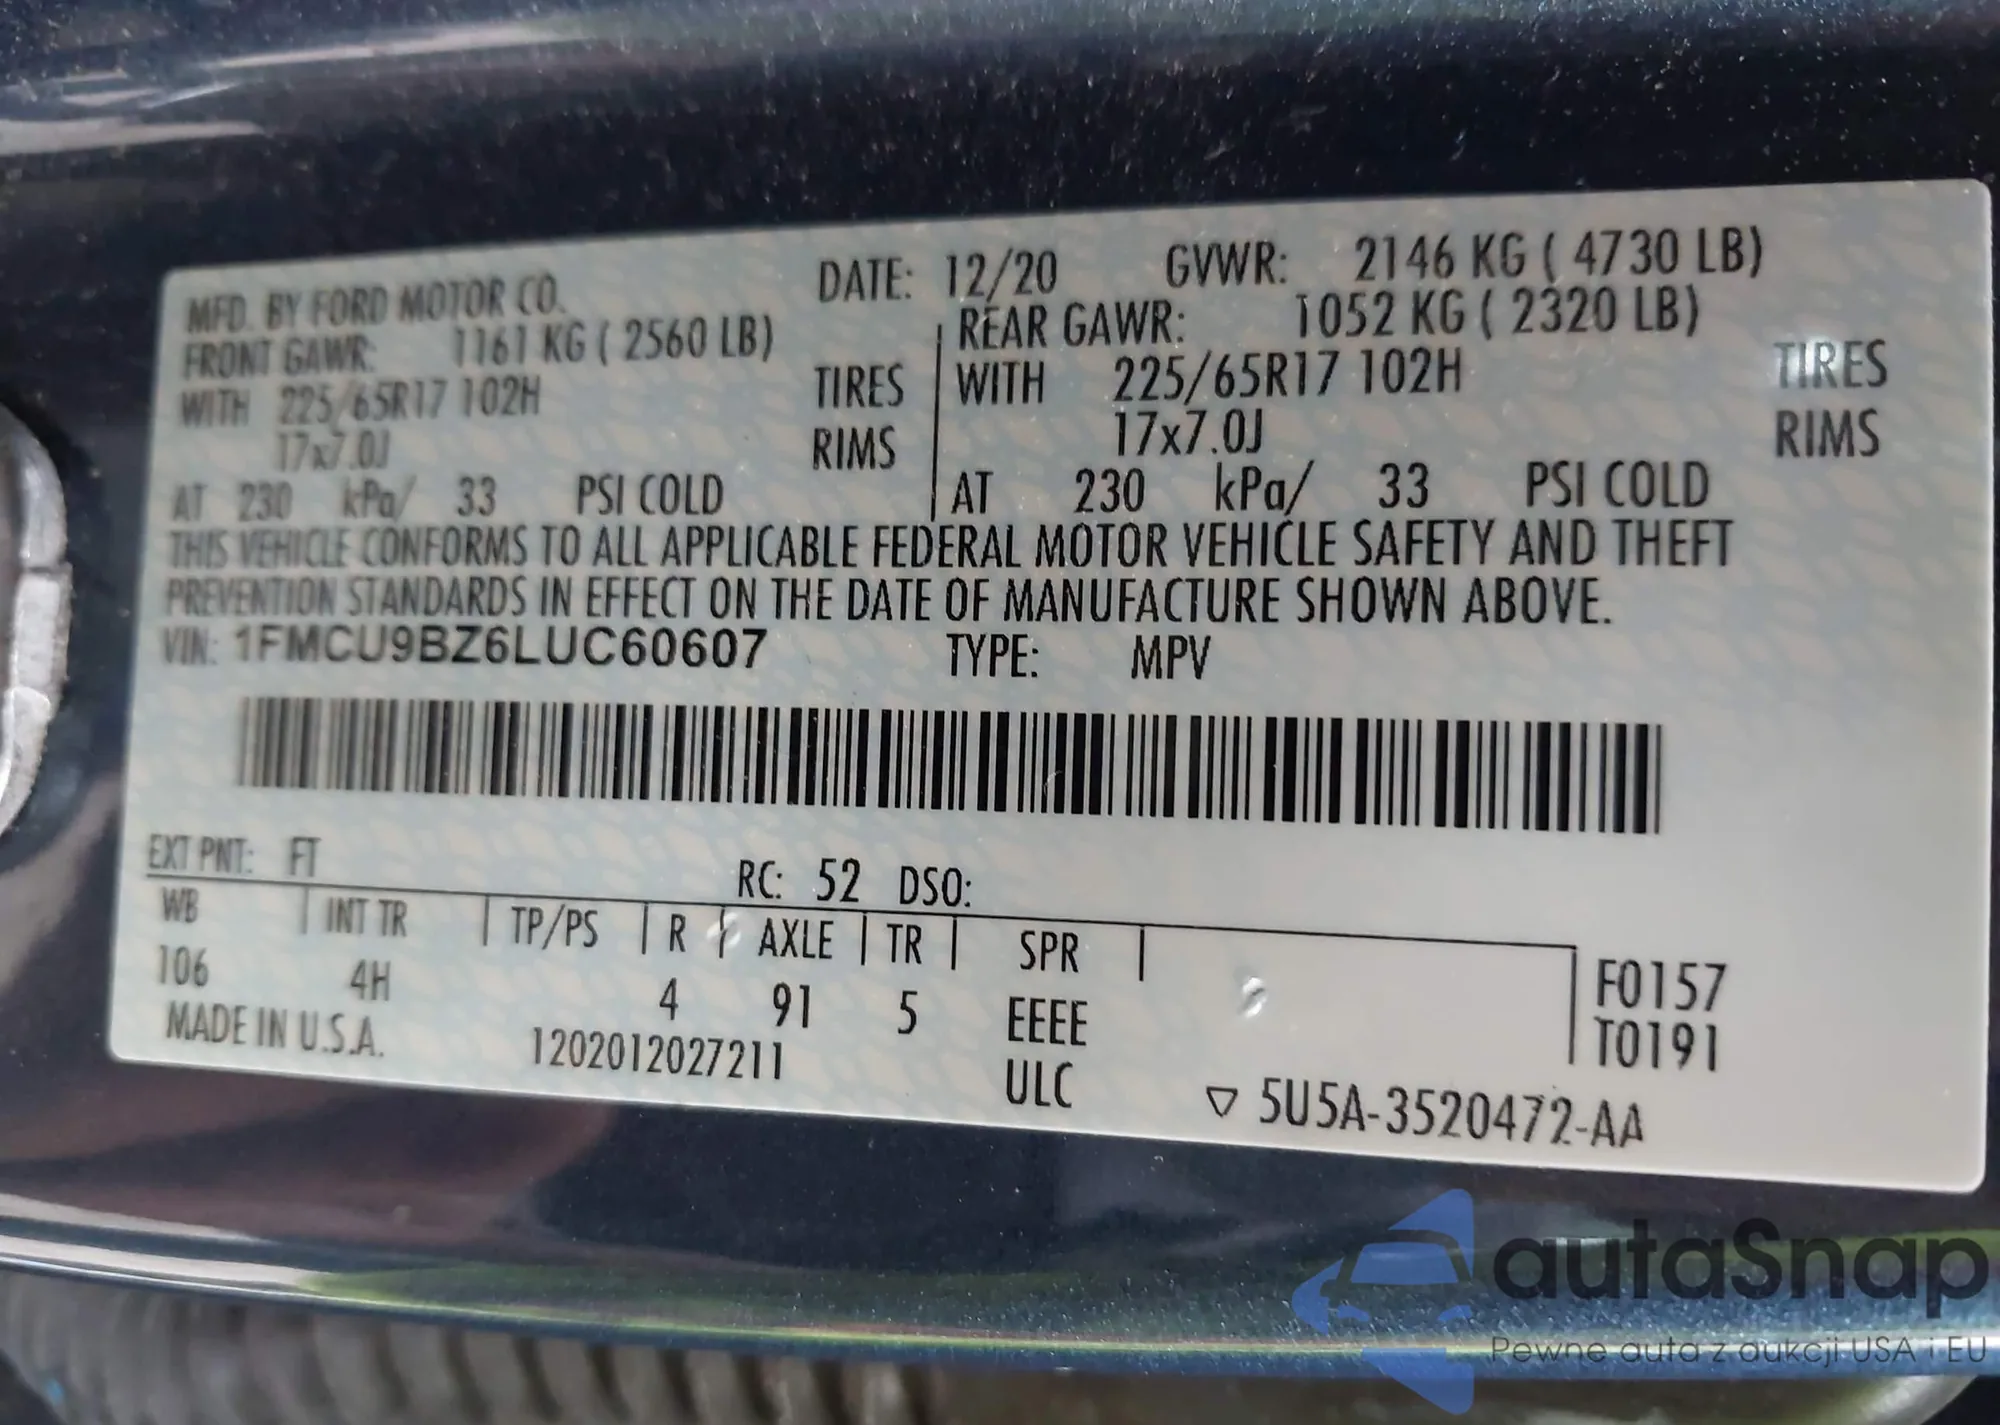 MFD. BY FORD MOTOR CO. DATE: 12/20 GVWR: 2146 KG ( 4730 LB)
FRONT GAWR: 1161 KG ( 2560 LB) REAR GAWR: 1052 KG ( 2320 LB)
WITH 225/65R17 102H TIRES WITH 225/65R17 102H TIRES
17x7.0J RIMS 17x7.0J RIMS
AT 230 kPa/ 33 PSI COLD AT 230 kPa/ 33 PSI COLD
THIS VEHICLE CONFORMS TO ALL APPLICABLE FEDERAL MOTOR VEHICLE SAFETY AND THEFT
PREVENTION STANDARDS IN EFFECT ON THE DATE OF MANUFACTURE SHOWN ABOVE.
VIN: 1FMCU9BZ6LUC60607 TYPE: MPV
EXT PNT: FT RC: 52 DSO:
WB INT TR TP/PS R AXLE TR SPR
106 4H 4 91 5 EEEE F0157
MADE IN U.S.A. 1202012027211 ULC T0191
▽ 5U5A-3520472-AA
autaSnap
Pewne auta z aukcji USA i EU